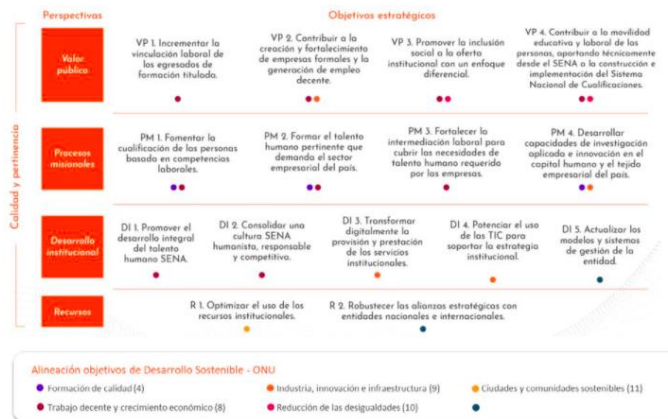 Perspectivas
Objetivos estratégicos
Calidad y pertinencia
Valor
público
VP 1. Incrementar la
vinculación laboral de
los egresados de
formación titulada.
VP 2. Contribuir a la
creación y fortalecimiento
de empresas formales y la
generación de empleo
decente.
VP 3. Promover la inclusión
social a la oferta
institucional con un enfoque
diferencial.
VP 4. Contribuir a la movilidad
educativa y laboral de las
personas, aportando técnicamente
desde el SENA a la construcción e
implementación del Sistema
Nacional de Cualificaciones.
Procesos
misionales
PM 1. Fomentar la
cualificación de las personas
basada en competencias
laborales.
PM 2. Formar el talento
humano pertinente que
demanda el sector
empresarial del país.
PM 3. Fortalecer la
intermediación laboral para
cubrir las necesidades de
talento humano requerido
por las empresas.
PM 4. Desarrollar
capacidades de investigación
aplicada e innovación en el
capital humano y el tejido
empresarial del país.
Desarrollo
institucional
DI 1. Promover el
desarrollo integral
del talento
humano SENA.
DI 2. Consolidar una
cultura SENA
humanista, responsable
y competitiva.
DI 3. Transformar
digitalmente la
provisión y prestación
de los servicios
institucionales.
DI 4. Potenciar el uso
de las TIC para
soportar la estrategia
institucional.
DI 5. Actualizar los
modelos y sistemas
de gestión de la
entidad.
Recursos
R 1. Optimizar el uso de los
recursos institucionales.
R 2. Robustecer las alianzas estratégicas con
entidades nacionales e internacionales.
Alineación objetivos de Desarrollo Sostenible - ONU
Formación de calidad (4)
Industria, innovación e infraestructura (9)
Ciudades y comunidades sostenibles (11)
Trabajo decente y crecimiento económico (8)
Reducción de las desigualdades (10)